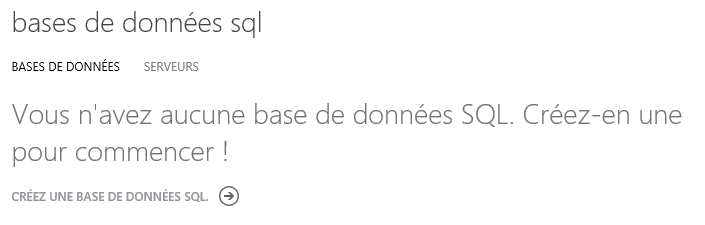 bases de données sql
BASES DE DONNÉES SERVEURS
Vous n'avez aucune base de données SQL. Créez-en une
pour commencer !
CRÉEZ UNE BASE DE DONNÉES SQL.